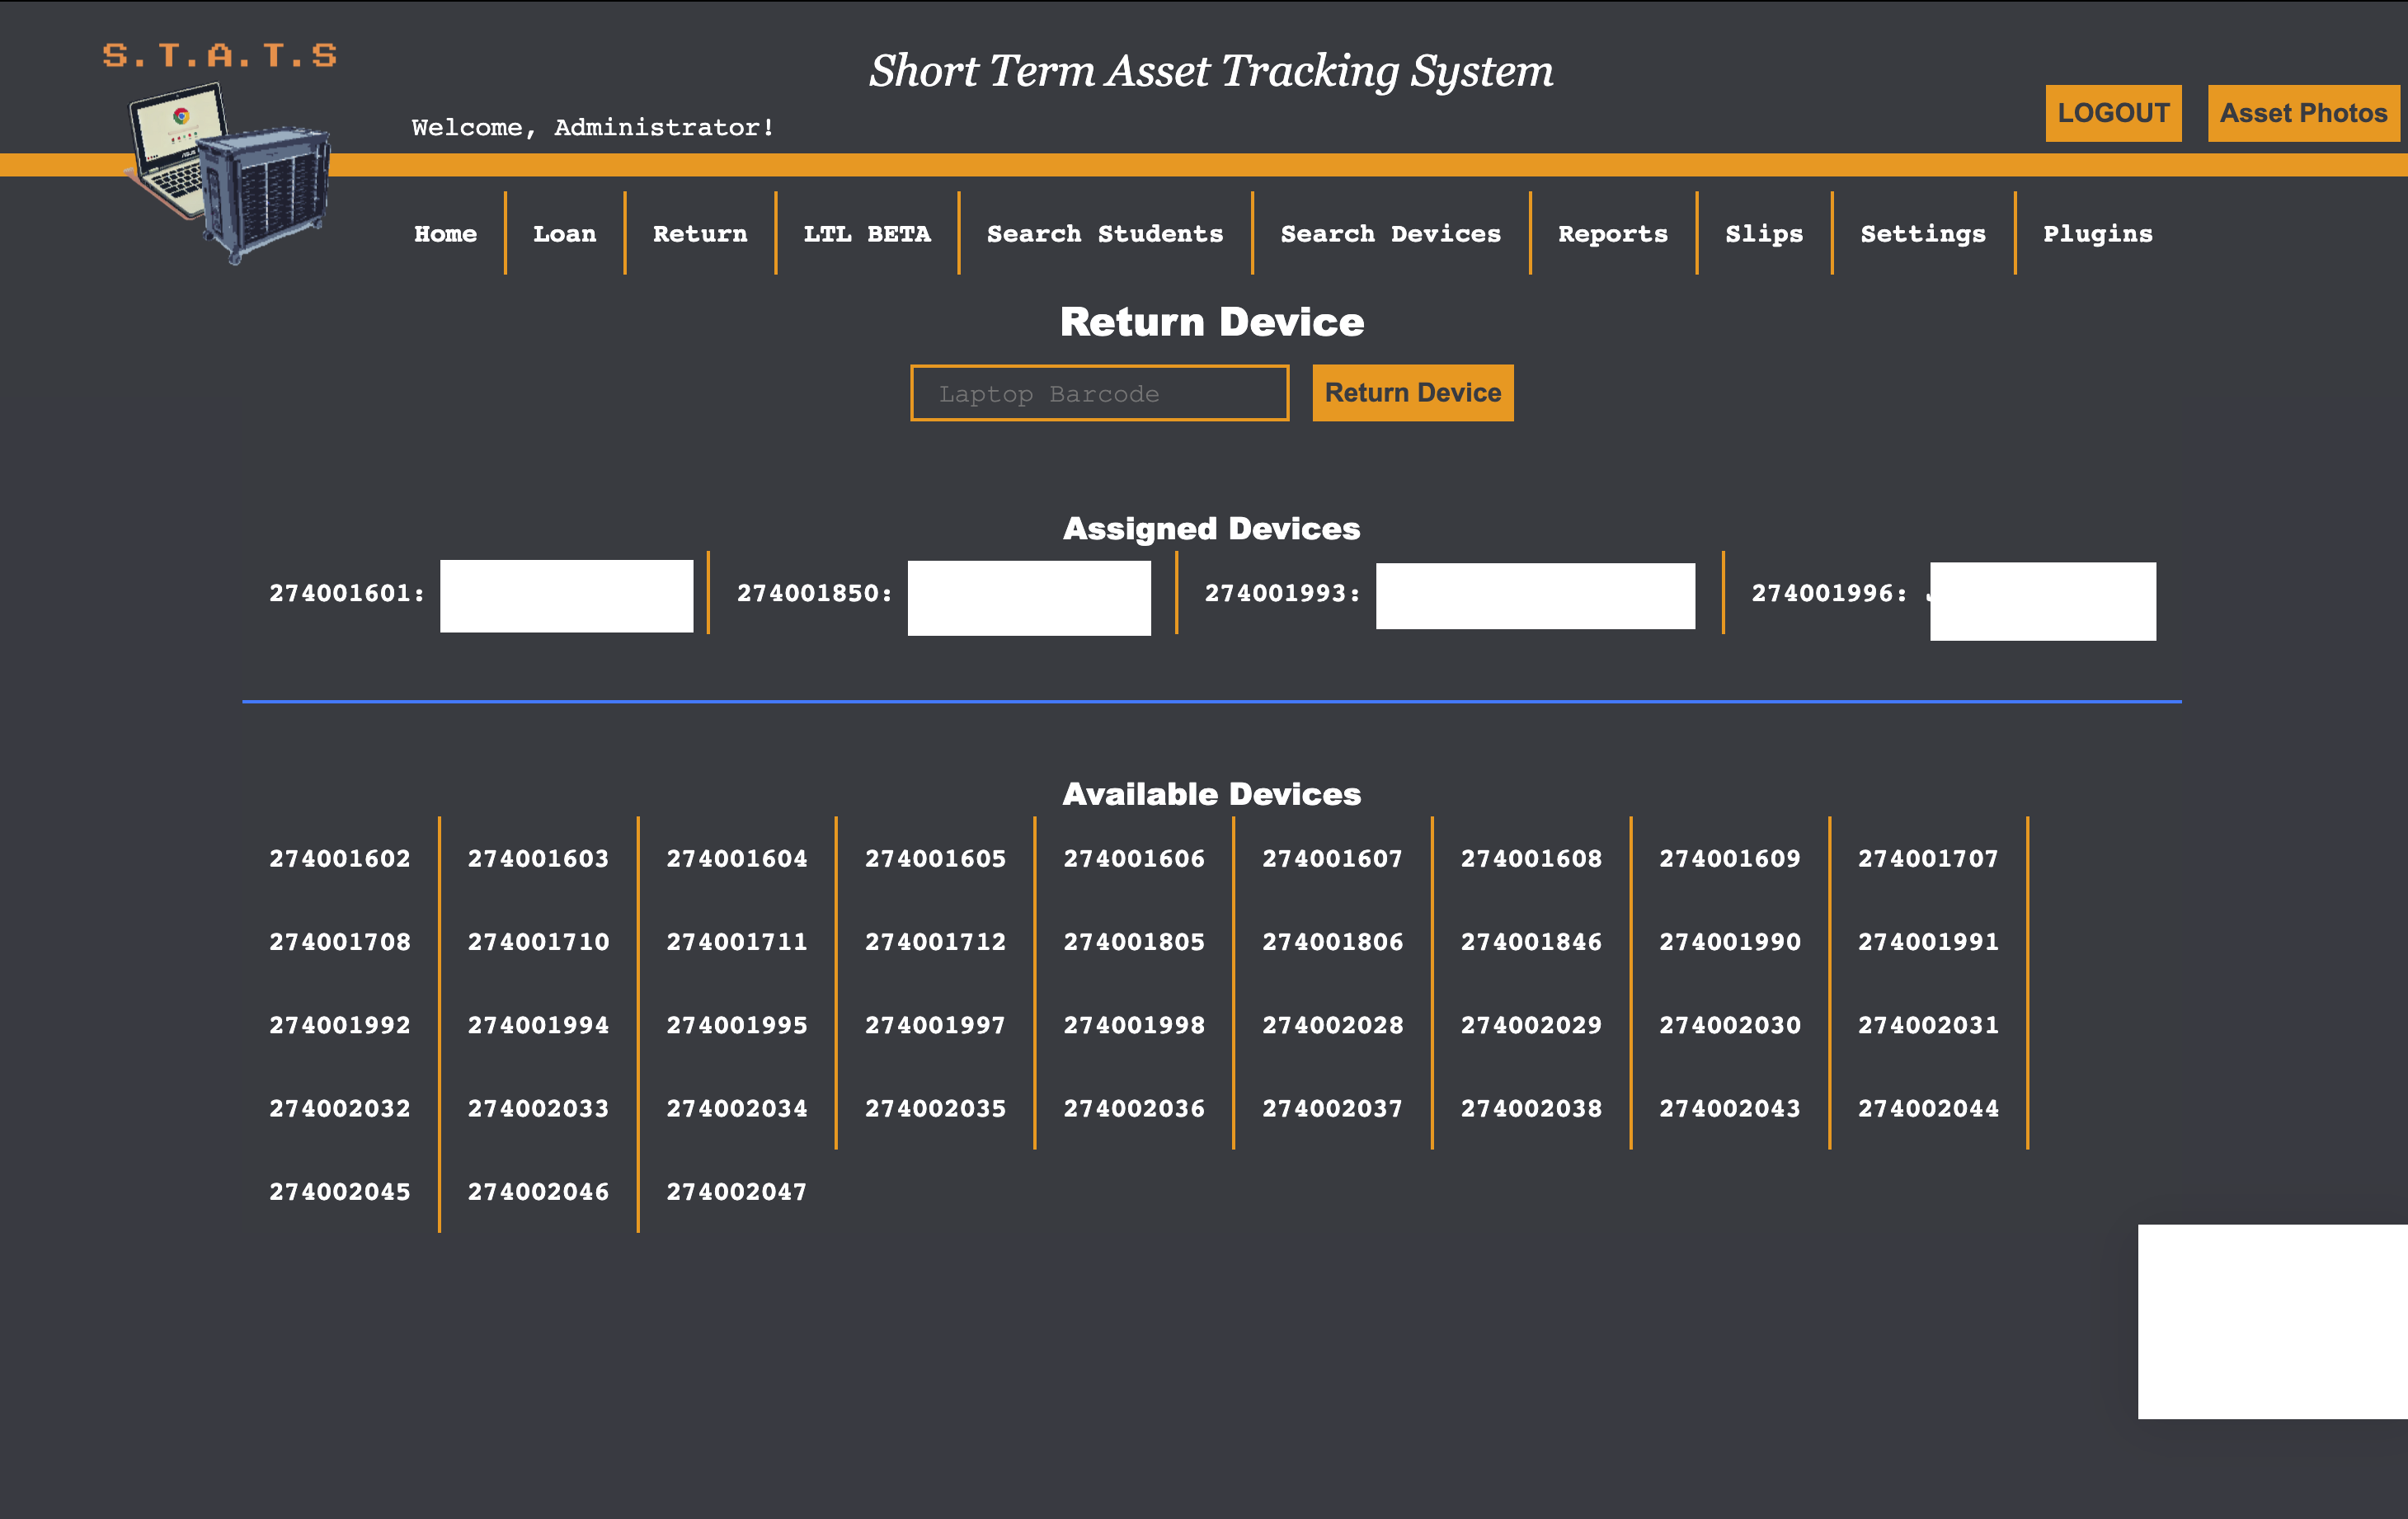 S.T.A.T.S
Short Term Asset Tracking System
Welcome, Administrator!
LOGOUT Asset Photos
Home Loan Return LTL BETA Search Students Search Devices Reports Slips Settings Plugins
Return Device
Laptop Barcode Return Device
Assigned Devices
274001601: 274001850: 274001993: 274001996:
Available Devices
274001602 274001603 274001604 274001605 274001606 274001607 274001608 274001609 274001707
274001708 274001710 274001711 274001712 274001805 274001806 274001846 274001990 274001991
274001992 274001994 274001995 274001997 274001998 274002028 274002029 274002030 274002031
274002032 274002033 274002034 274002035 274002036 274002037 274002038 274002043 274002044
274002045 274002046 274002047